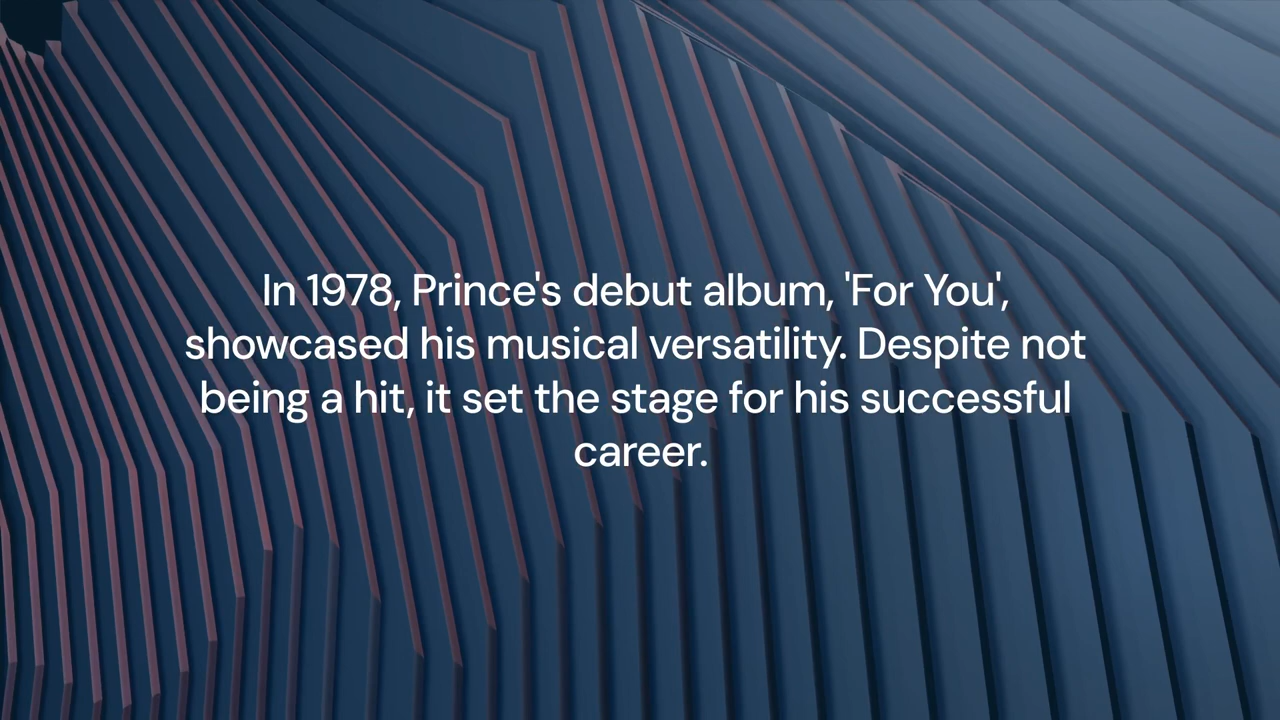 In 1978, Prince's debut album, 'For You',
showcased his musical versatility. Despite not
being a hit, it set the stage for his successful
career.